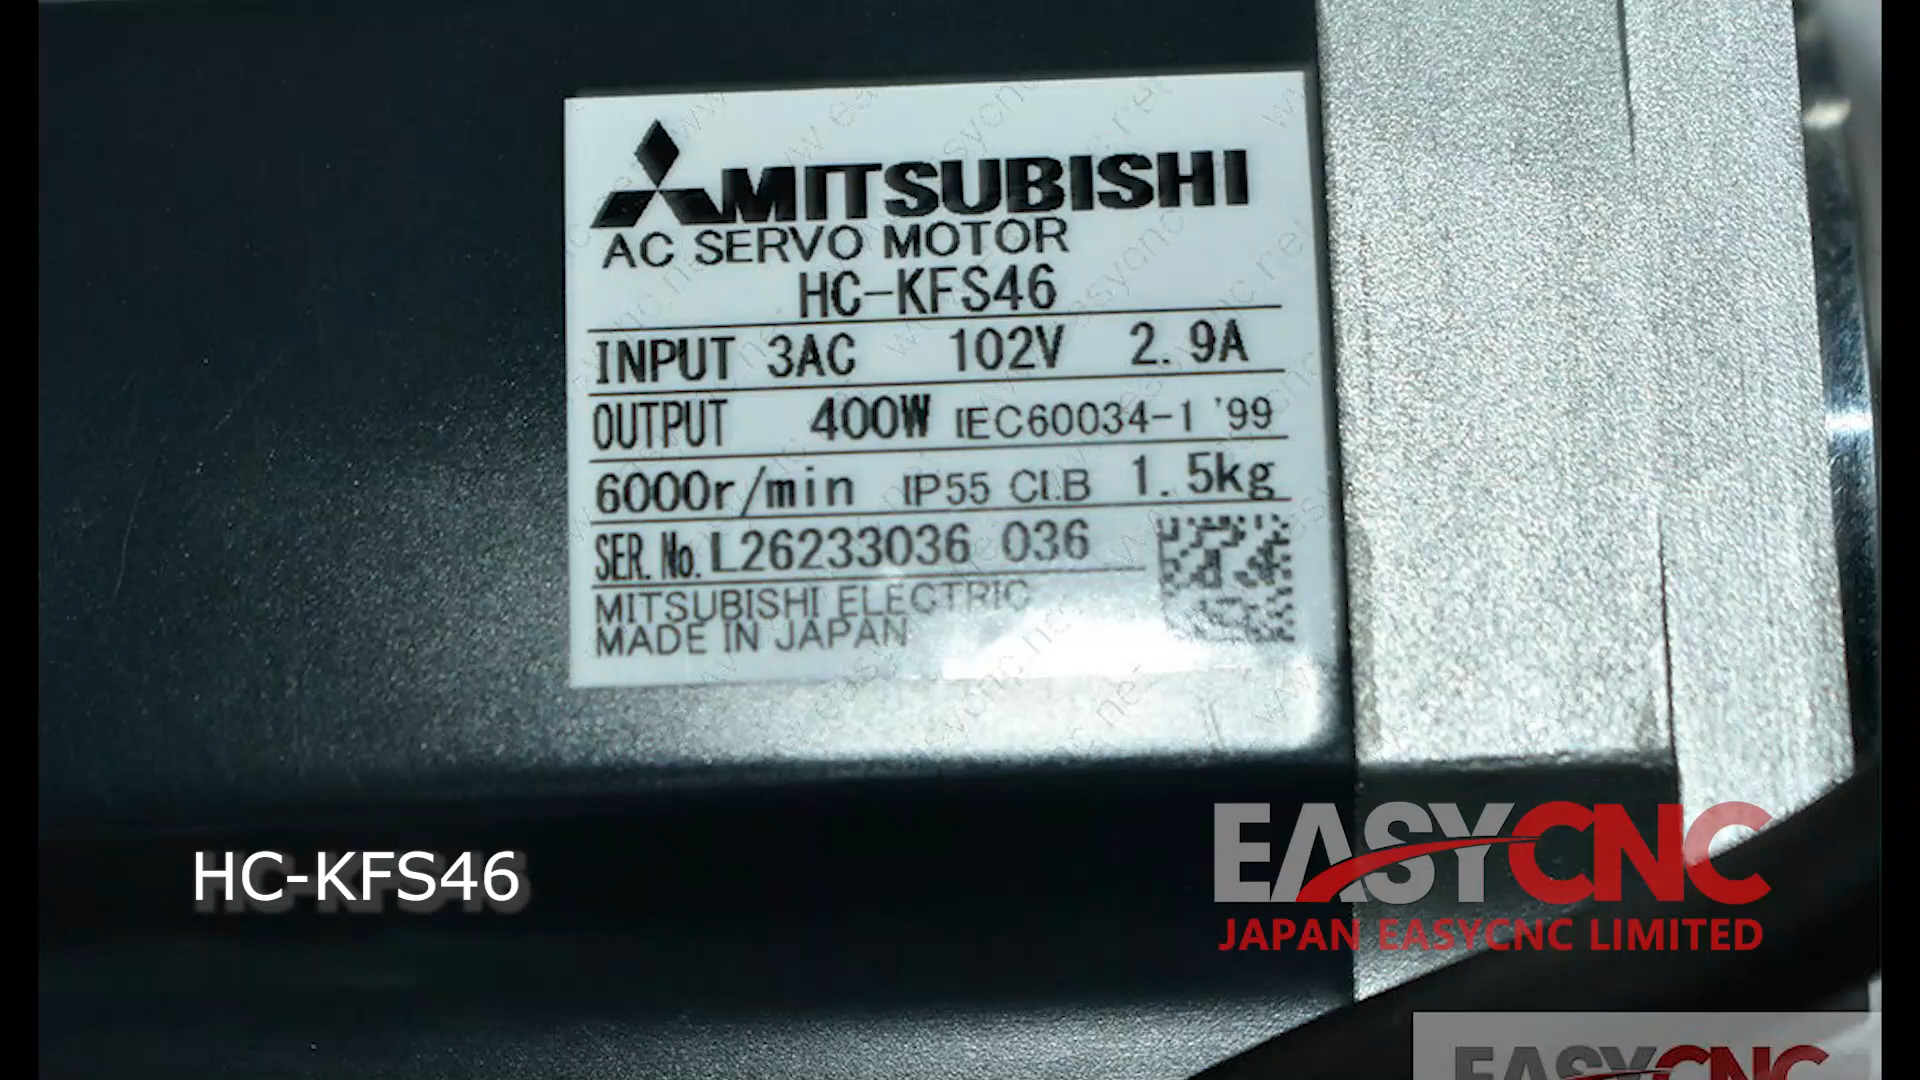 MITSUBISHI
AC SERVO MOTOR
HC-KFS46
INPUT 3AC 102V 2.9A
OUTPUT 400W IEC60034-1 '99
6000r/min IP55 CI.B 1.5kg
SER. No. L26233036 036
MITSUBISHI ELECTRIC
MADE IN JAPAN
HC-KFS46
EASYCNC
JAPAN EASYCNC LIMITED
EASYCNC